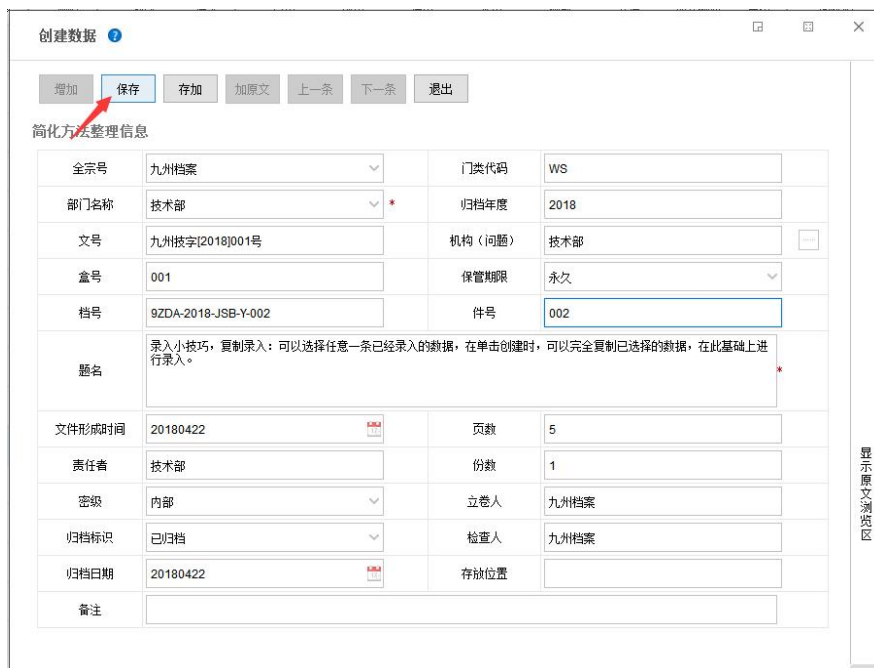 创建数据
增加 保存 存加 加原文 上一条 下一条 退出
简化方法整理信息
全宗号 九州档案 门类代码 WS
部门名称 技术部 * 归档年度 2018
文号 九州技字[2018]001号 机构（问题） 技术部
盒号 001 保管期限 永久
档号 9ZDA-2018-JSB-Y-002 件号 002
题名 录入小技巧，复制录入：可以选择任意一条已经录入的数据，在单击创建时，可以完全复制已选择的数据，在此基础上进
行录入。 *
文件形成时间 20180422 页数 5
责任者 技术部 份数 1
密级 内部 立卷人 九州档案
归档标识 已归档 检查人 九州档案
归档日期 20180422 存放位置
备注
显示原文浏览区